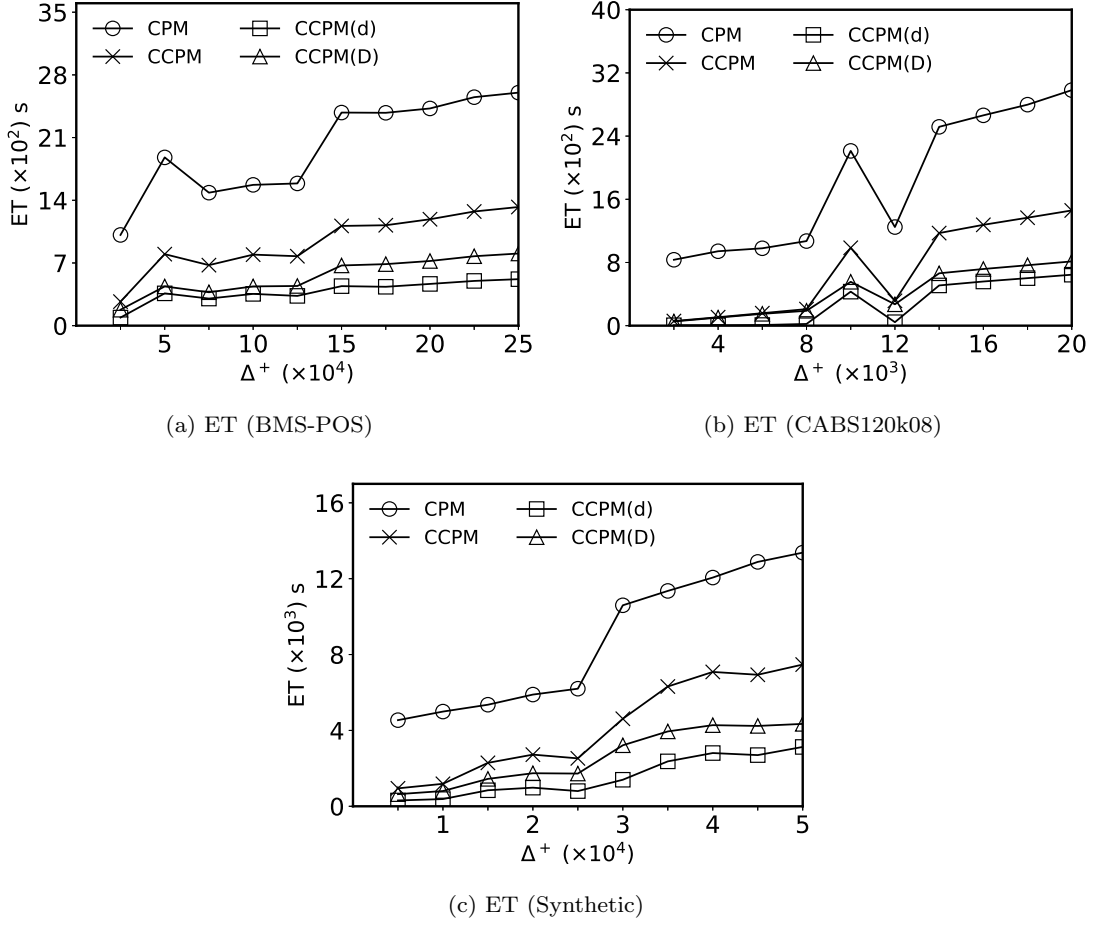 35
28
21
14
7
0
ET (×10²) s
CPM
CCPM
CCPM(d)
CCPM(D)
5 10 15 20 25
Δ⁺ (×10⁴)
(a) ET (BMS-POS)
40
32
24
16
8
0
ET (×10²) s
CPM
CCPM
CCPM(d)
CCPM(D)
4 8 12 16 20
Δ⁺ (×10³)
(b) ET (CABS120k08)
16
12
8
4
0
ET (×10³) s
CPM
CCPM
CCPM(d)
CCPM(D)
1 2 3 4 5
Δ⁺ (×10⁴)
(c) ET (Synthetic)